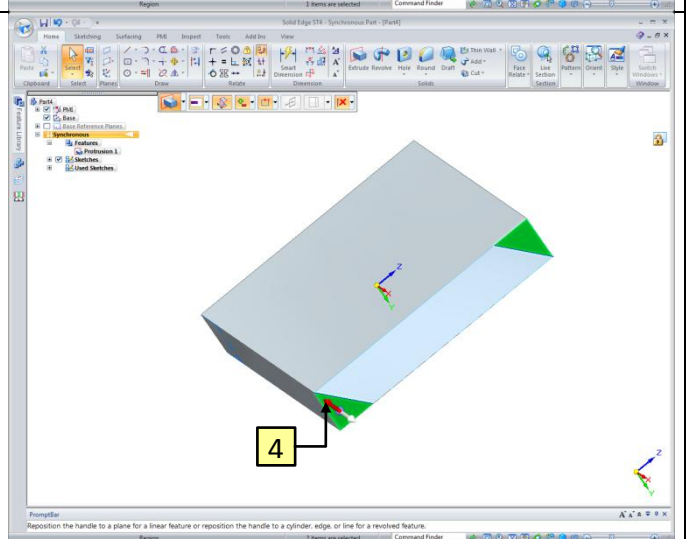 Region 1 items are selected Command Finder
Solid Edge ST4 - Synchronous Part - [Part4]
Home Sketching Surfacing PMI Inspect Tools Add Ins View
Paste Select Smart Dimension Extrude Revolve Hole Round Draft Thin Wall Add Cut Face Relate Live Section Pattern Orient Style Switch Windows
Clipboard Select Planes Draw Relate Dimension Solids Section Window
Feature Library
Part4
PMI
Base
Base Reference Planes
Synchronous
Features
Protrusion 1
Sketches
Used Sketches
Z
X
Y
4
Z
X
Y
PromptBar
Reposition the handle to a plane for a linear feature or reposition the handle to a cylinder, edge, or line for a revolved feature.
Region 2 items are selected Command Finder